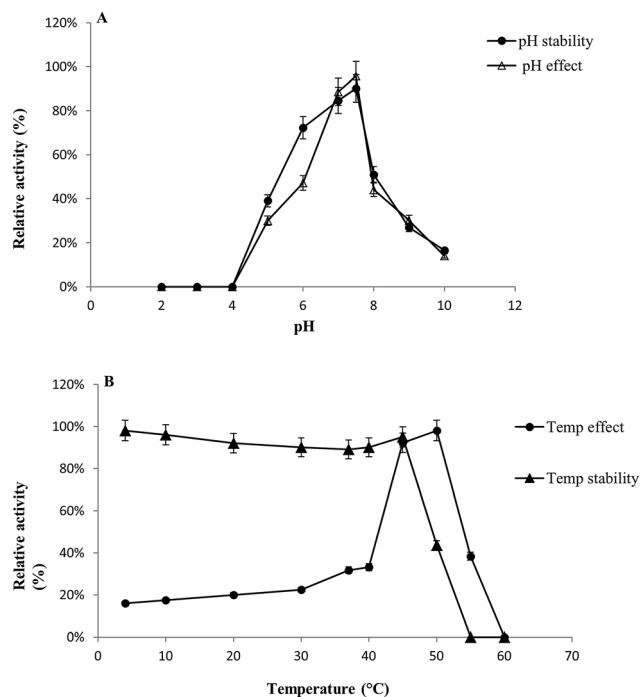 A
120%
100%
80%
60%
40%
20%
0%
Relative activity (%)
0 2 4 6 8 10 12
pH
pH stability
pH effect
B
120%
100%
80%
60%
40%
20%
0%
Relative activity
(%)
0 10 20 30 40 50 60 70
Temperature (°C)
Temp effect
Temp stability